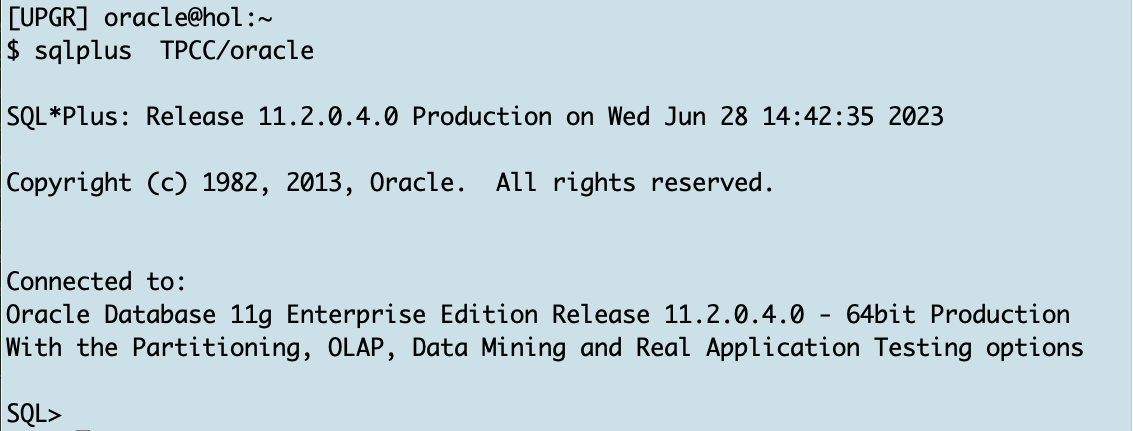 [UPGR] oracle@hol:~
$ sqlplus  TPCC/oracle
SQL*Plus: Release 11.2.0.4.0 Production on Wed Jun 28 14:42:35 2023
Copyright (c) 1982, 2013, Oracle.  All rights reserved.
Connected to:
Oracle Database 11g Enterprise Edition Release 11.2.0.4.0 - 64bit Production
With the Partitioning, OLAP, Data Mining and Real Application Testing options
SQL>